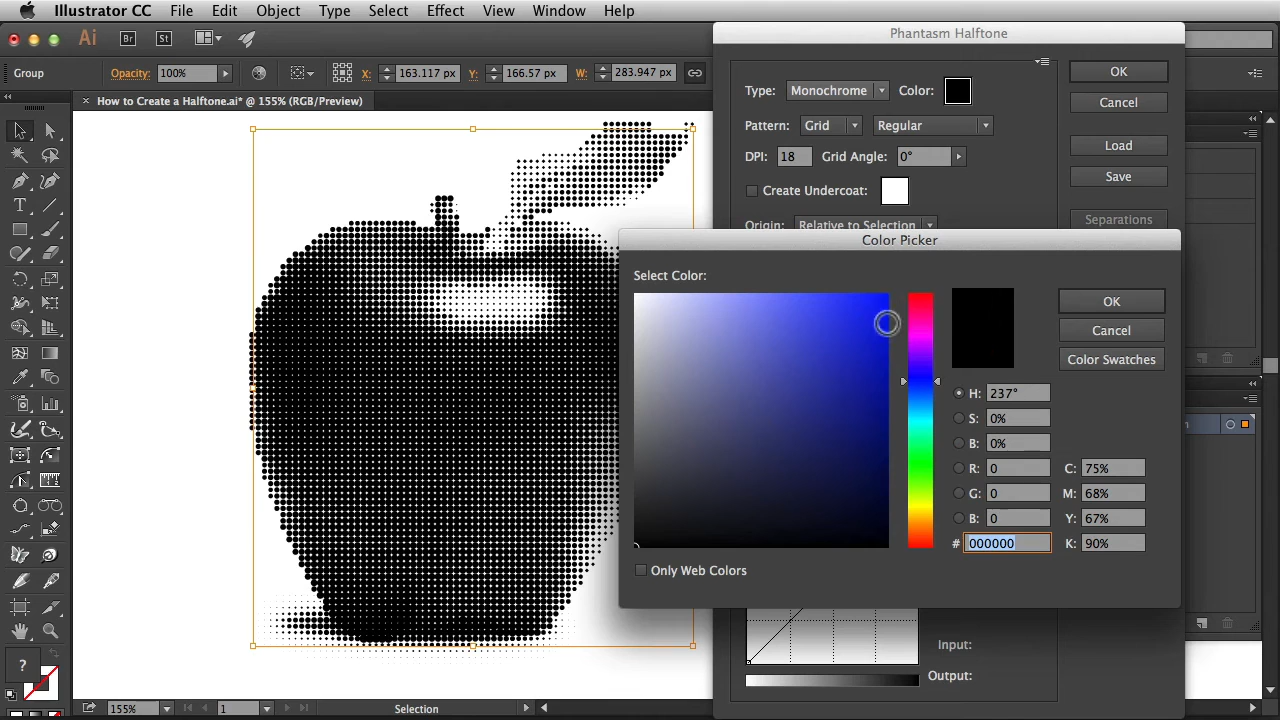 Illustrator CC File Edit Object Type Select Effect View Window Help
Ai Br St
Phantasm Halftone
Group Opacity: 100% X: 163.117 px Y: 166.57 px W: 283.947 px
× How to Create a Halftone.ai* @ 155% (RGB/Preview)
Type: Monochrome Color:
Pattern: Grid Regular
DPI: 18 Grid Angle: 0°
Create Undercoat:
Origin: Relative to Selection
OK
Cancel
Load
Save
Separations
Color Picker
Select Color:
OK
Cancel
Color Swatches
H: 237°
S: 0%
B: 0%
R: 0
G: 0
B: 0
# 000000
C: 75%
M: 68%
Y: 67%
K: 90%
Only Web Colors
Input:
Output:
?
155% 1 Selection